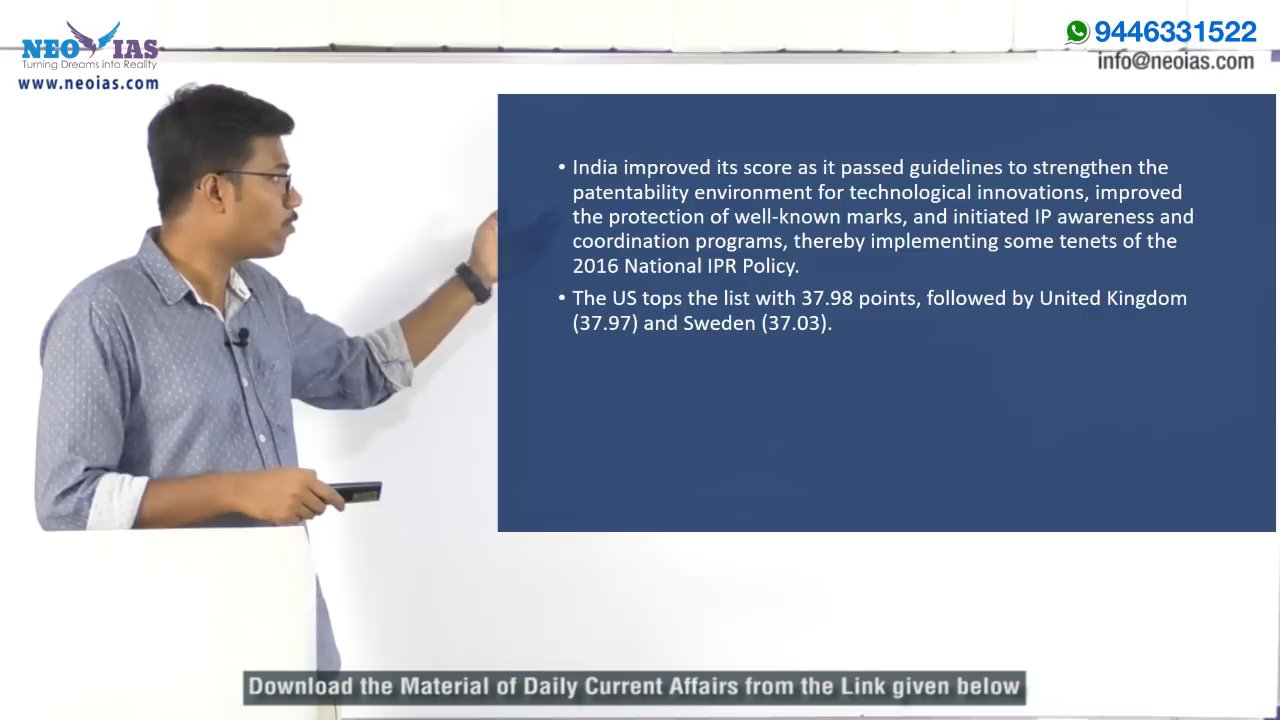 NEO IAS
Turning Dreams into Reality
www.neoias.com
9446331522
info@neoias.com
• India improved its score as it passed guidelines to strengthen the
patentability environment for technological innovations, improved
the protection of well-known marks, and initiated IP awareness and
coordination programs, thereby implementing some tenets of the
2016 National IPR Policy.
• The US tops the list with 37.98 points, followed by United Kingdom
(37.97) and Sweden (37.03).
Download the Material of Daily Current Affairs from the Link given below